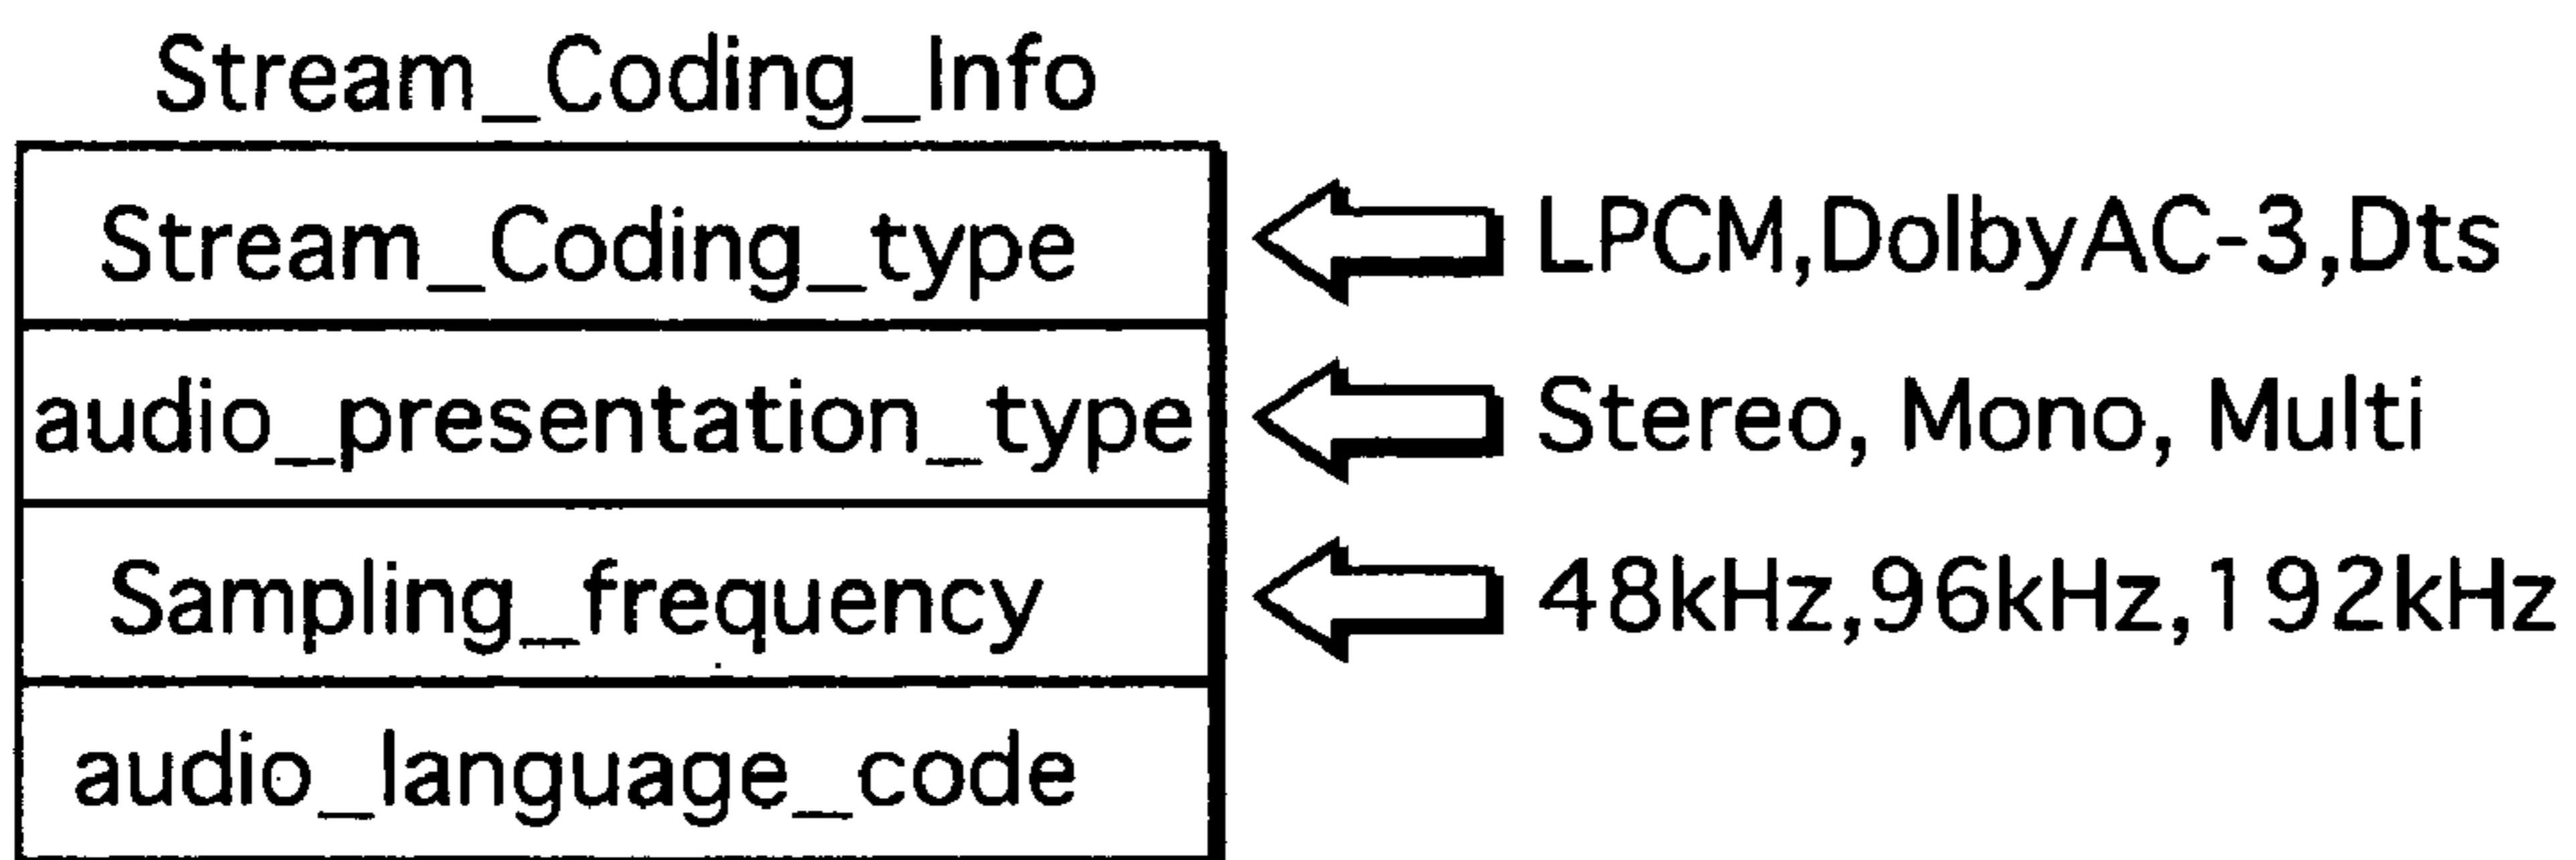 Stream_Coding_Info
Stream_Coding_type LPCM,DolbyAC-3,Dts
audio_presentation_type Stereo, Mono, Multi
Sampling_frequency 48kHz,96kHz,192kHz
audio_language_code